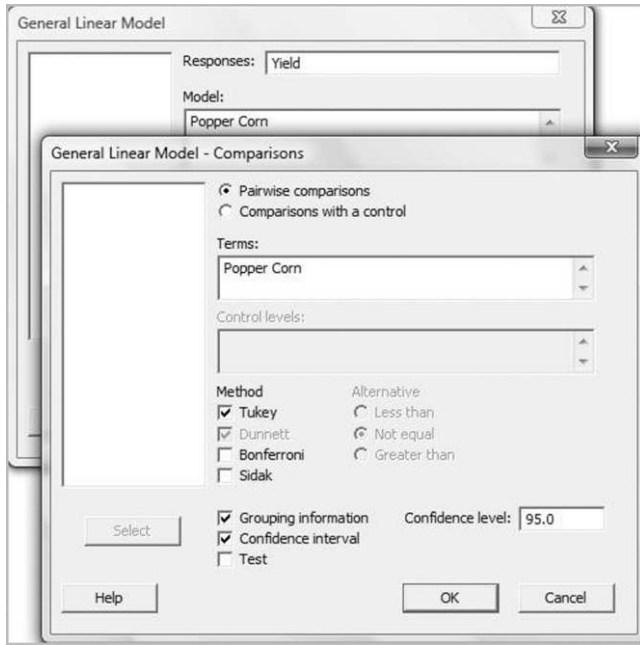 General Linear Model
Responses: Yield
Model:
Popper Corn
General Linear Model - Comparisons
Pairwise comparisons
Comparisons with a control
Terms:
Popper Corn
Control levels:
Method Alternative
Tukey Less than
Dunnett Not equal
Bonferroni Greater than
Sidak
Select
Grouping information Confidence level: 95.0
Confidence interval
Test
Help OK Cancel